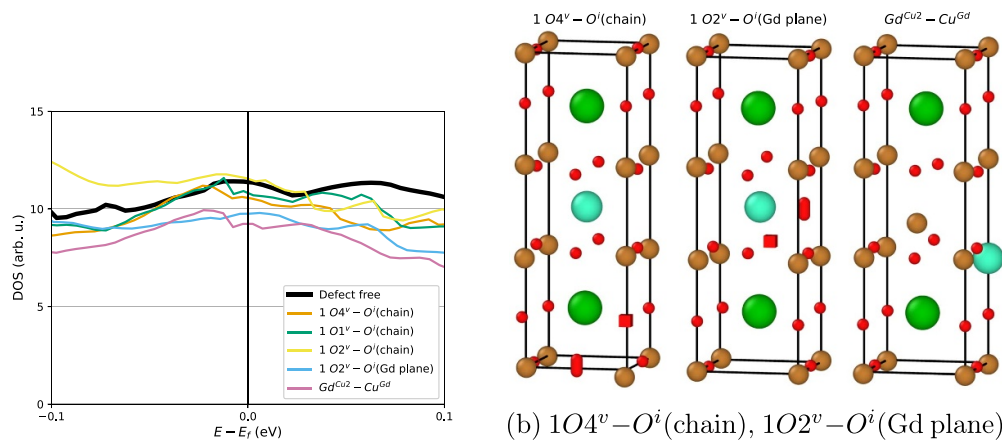 15
10
5
0
DOS (arb. u.)
−0.1
0.0
0.1
E − E_f (eV)
Defect free
1 O4^v − O^i(chain)
1 O1^v − O^i(chain)
1 O2^v − O^i(chain)
1 O2^v − O^i(Gd plane)
Gd^{Cu2} − Cu^{Gd}
1 O4^v − O^i(chain)
1 O2^v − O^i(Gd plane)
Gd^{Cu2} − Cu^{Gd}
(b) 1O4^v−O^i(chain), 1O2^v−O^i(Gd plane)